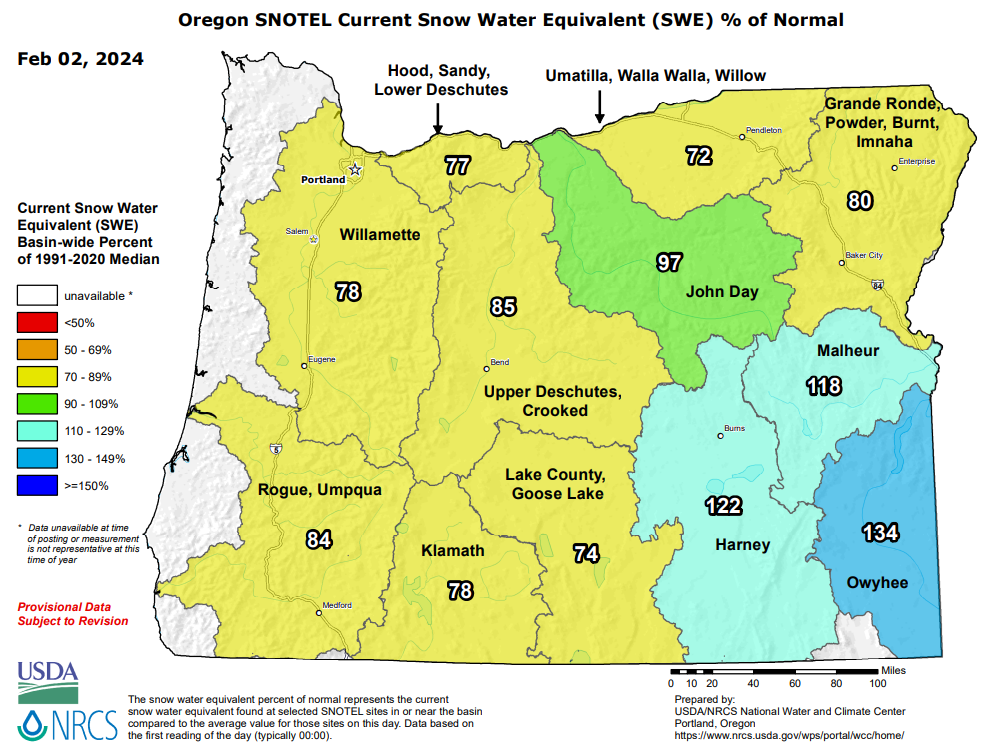 Oregon SNOTEL Current Snow Water Equivalent (SWE) % of Normal
Feb 02, 2024
Hood, Sandy,
Lower Deschutes
Umatilla, Walla Walla, Willow
Grande Ronde,
Powder, Burnt,
Imnaha
Pendleton
Enterprise
72
77
80
Portland
Salem
Willamette
78
85
97
John Day
Baker City
84
Current Snow Water
Equivalent (SWE)
Basin-wide Percent
of 1991-2020 Median
unavailable *
<50%
50 - 69%
70 - 89%
90 - 109%
110 - 129%
130 - 149%
>=150%
Eugene
Bend
Upper Deschutes,
Crooked
Malheur
118
Burns
5
Rogue, Umpqua
84
Lake County,
Goose Lake
122
Harney
134
Owyhee
Klamath
78
74
Medford
* Data unavailable at time
of posting or measurement
is not representative at this
time of year
Provisional Data
Subject to Revision
USDA
NRCS
The snow water equivalent percent of normal represents the current
snow water equivalent found at selected SNOTEL sites in or near the basin
compared to the average value for those sites on this day. Data based on
the first reading of the day (typically 00:00).
Miles
0 10 20 40 60 80 100
Prepared by:
USDA/NRCS National Water and Climate Center
Portland, Oregon
https://www.nrcs.usda.gov/wps/portal/wcc/home/